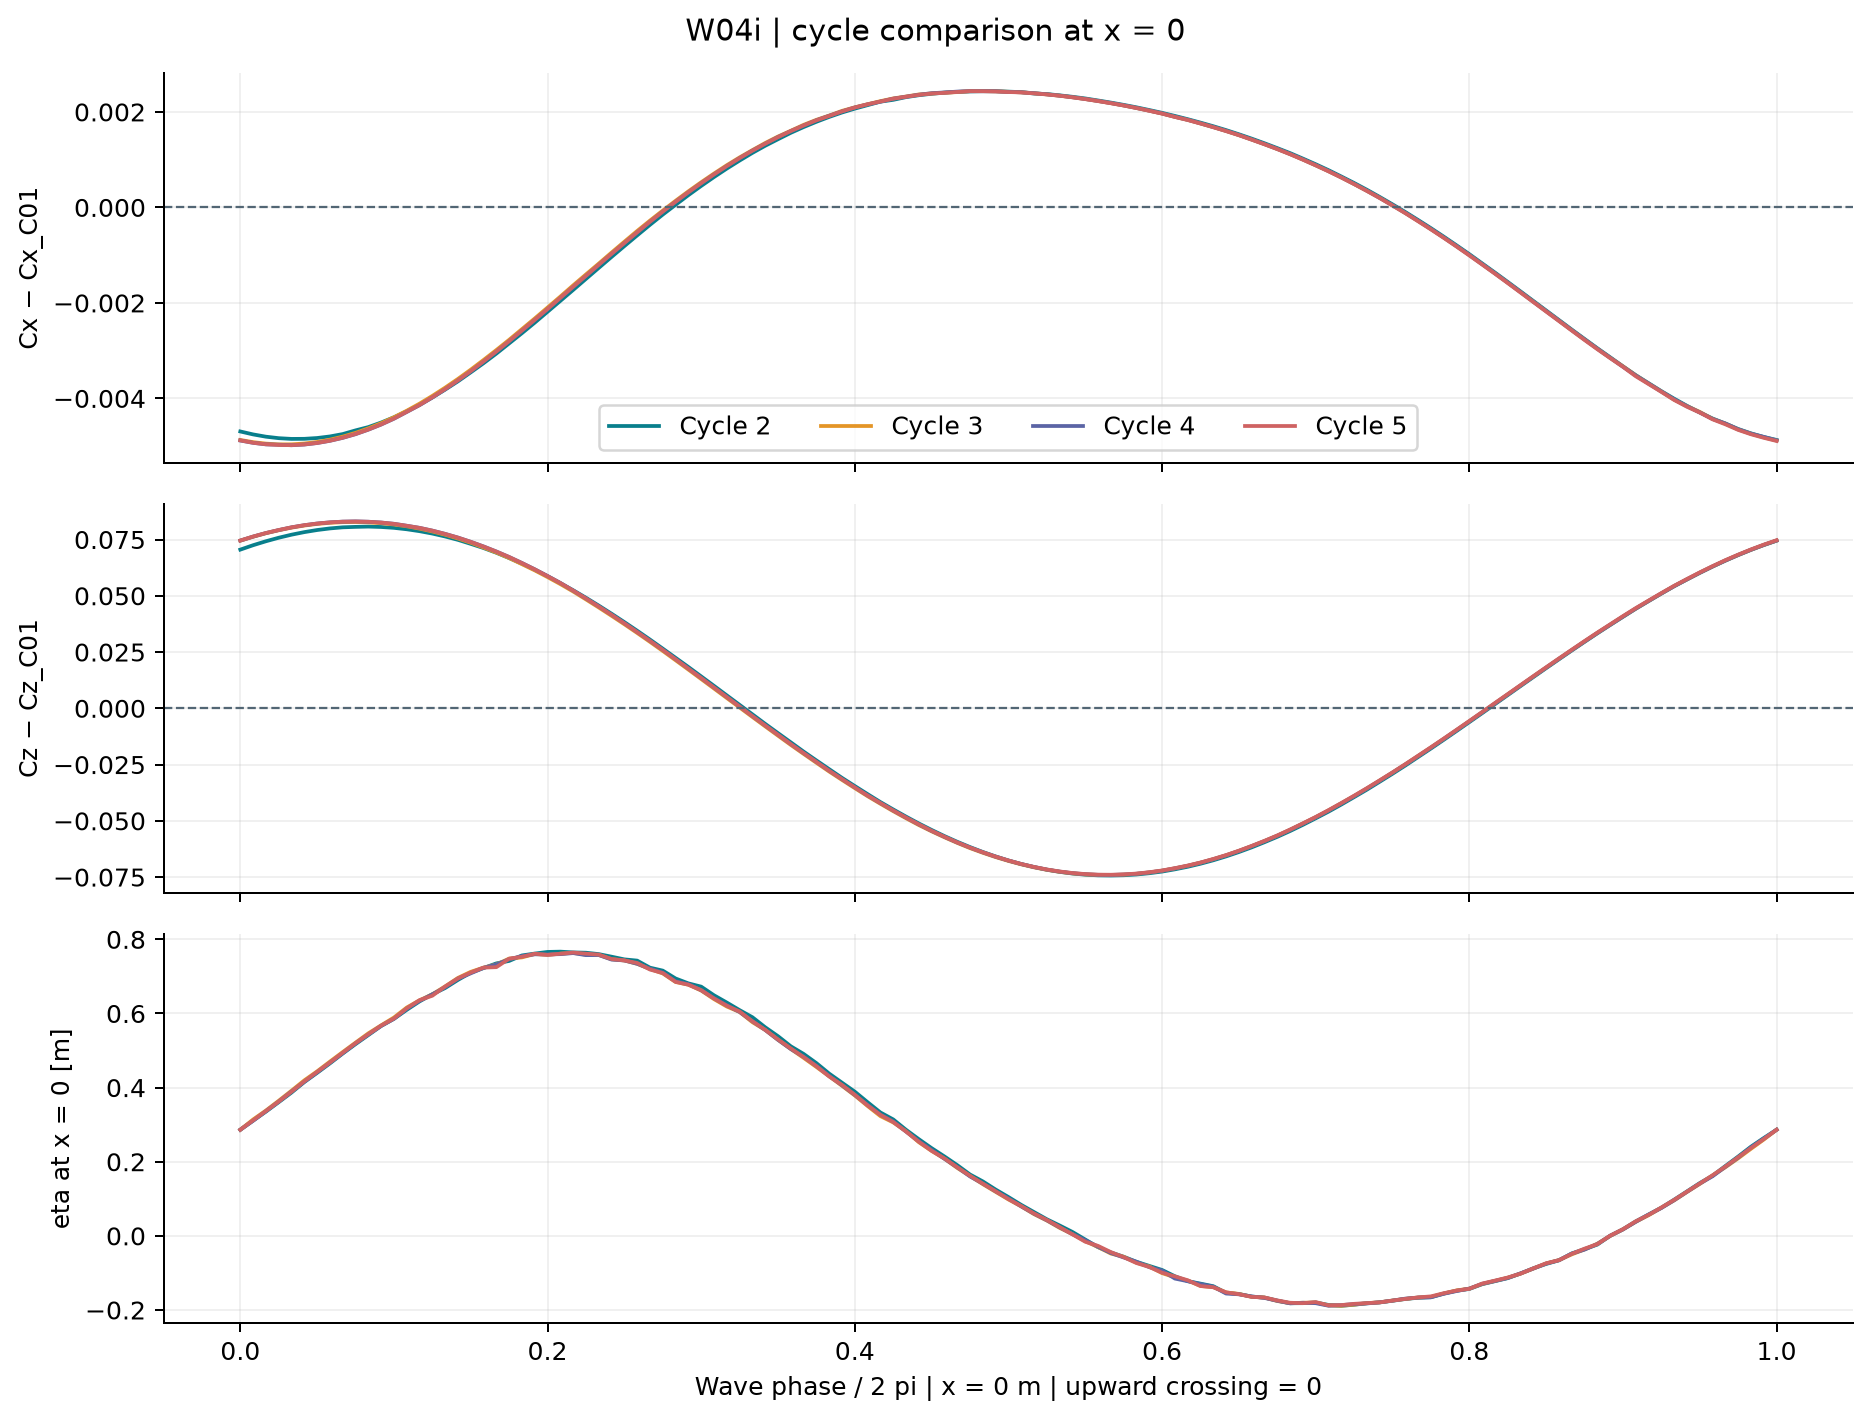 W04i | cycle comparison at x = 0
Cx − Cx_C01
0.002
0.000
−0.002
−0.004
Cycle 2
Cycle 3
Cycle 4
Cycle 5
Cz − Cz_C01
0.075
0.050
0.025
0.000
−0.025
−0.050
−0.075
eta at x = 0 [m]
0.8
0.6
0.4
0.2
0.0
−0.2
0.0
0.2
0.4
0.6
0.8
1.0
Wave phase / 2 pi | x = 0 m | upward crossing = 0